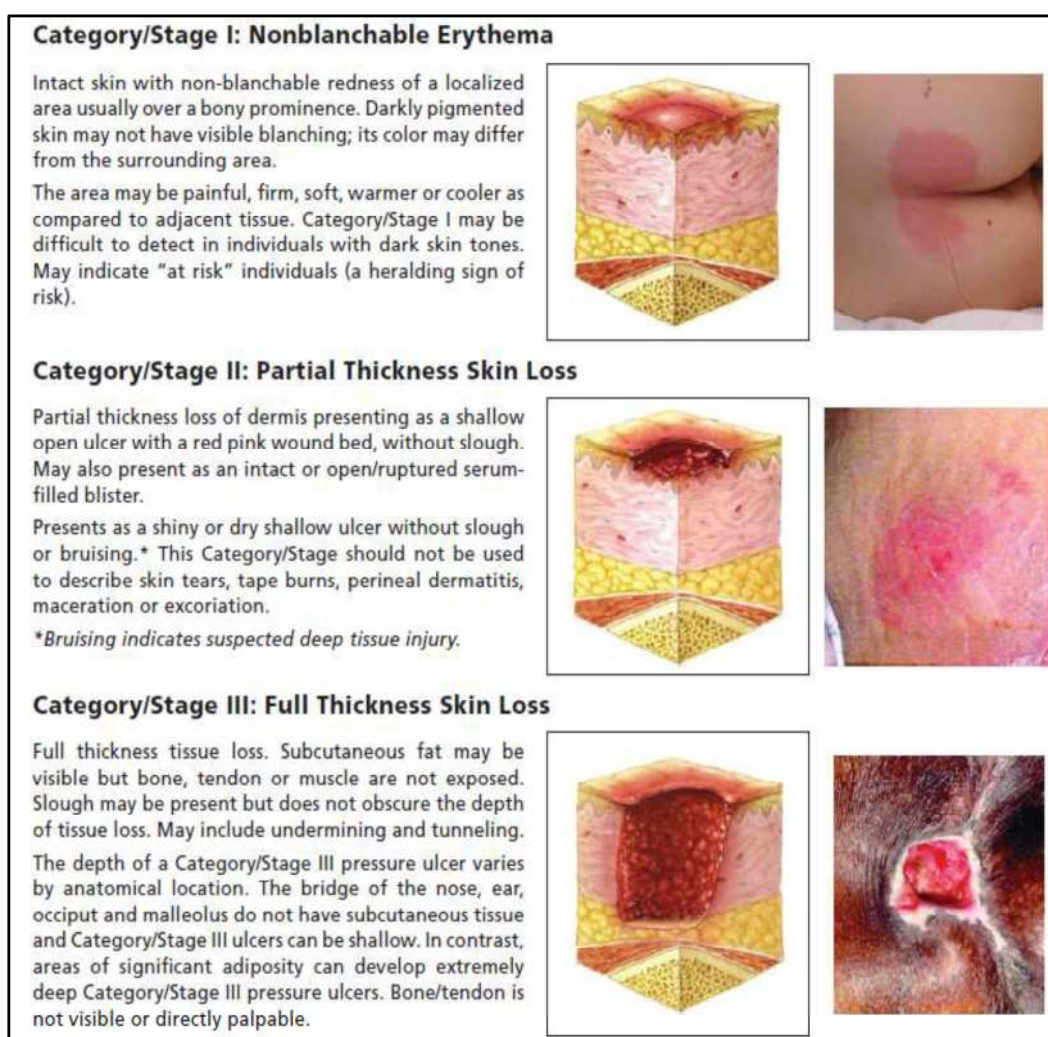 Category/Stage I: Nonblanchable Erythema
Intact skin with non-blanchable redness of a localized
area usually over a bony prominence. Darkly pigmented
skin may not have visible blanching; its color may differ
from the surrounding area.
The area may be painful, firm, soft, warmer or cooler as
compared to adjacent tissue. Category/Stage I may be
difficult to detect in individuals with dark skin tones.
May indicate “at risk” individuals (a heralding sign of
risk).
Category/Stage II: Partial Thickness Skin Loss
Partial thickness loss of dermis presenting as a shallow
open ulcer with a red pink wound bed, without slough.
May also present as an intact or open/ruptured serum-
filled blister.
Presents as a shiny or dry shallow ulcer without slough
or bruising.* This Category/Stage should not be used
to describe skin tears, tape burns, perineal dermatitis,
maceration or excoriation.
*Bruising indicates suspected deep tissue injury.
Category/Stage III: Full Thickness Skin Loss
Full thickness tissue loss. Subcutaneous fat may be
visible but bone, tendon or muscle are not exposed.
Slough may be present but does not obscure the depth
of tissue loss. May include undermining and tunneling.
The depth of a Category/Stage III pressure ulcer varies
by anatomical location. The bridge of the nose, ear,
occiput and malleolus do not have subcutaneous tissue
and Category/Stage III ulcers can be shallow. In contrast,
areas of significant adiposity can develop extremely
deep Category/Stage III pressure ulcers. Bone/tendon is
not visible or directly palpable.